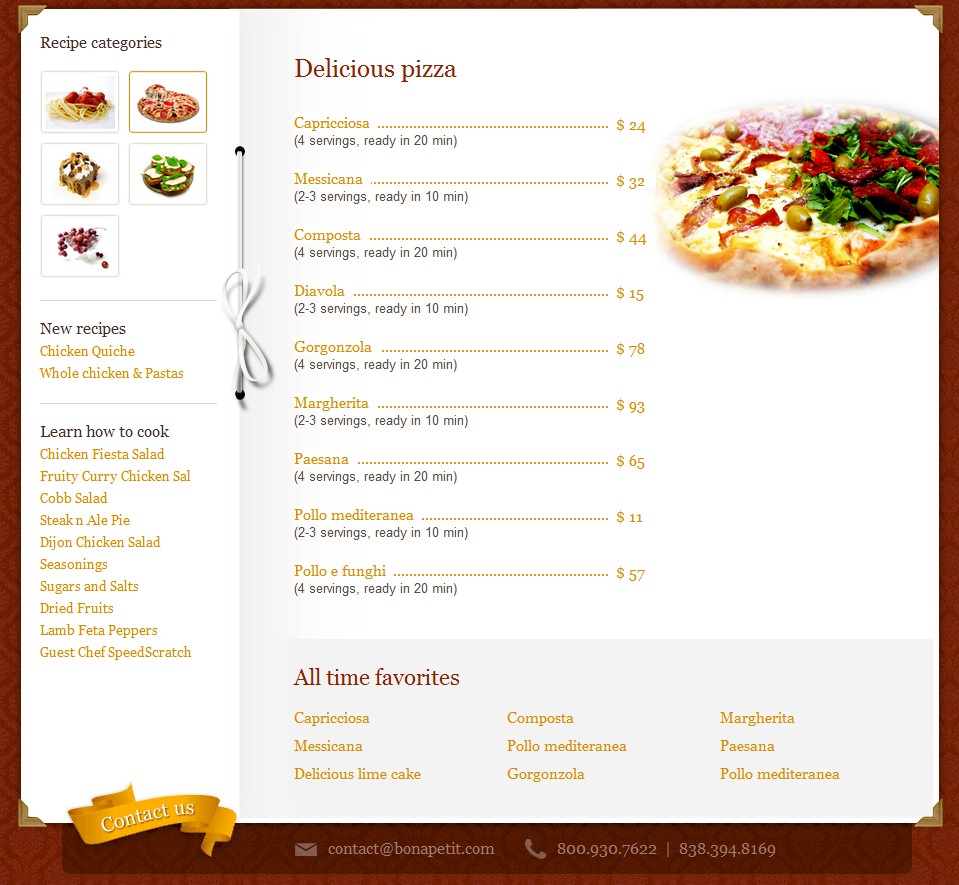 Recipe categories
New recipes
Chicken Quiche
Whole chicken & Pastas
Learn how to cook
Chicken Fiesta Salad
Fruity Curry Chicken Sal
Cobb Salad
Steak n Ale Pie
Dijon Chicken Salad
Seasonings
Sugars and Salts
Dried Fruits
Lamb Feta Peppers
Guest Chef SpeedScratch
Contact us
Delicious pizza
Capricciosa $ 24
(4 servings, ready in 20 min)
Messicana $ 32
(2-3 servings, ready in 10 min)
Composta $ 44
(4 servings, ready in 20 min)
Diavola $ 15
(2-3 servings, ready in 10 min)
Gorgonzola $ 78
(4 servings, ready in 20 min)
Margherita $ 93
(2-3 servings, ready in 10 min)
Paesana $ 65
(4 servings, ready in 20 min)
Pollo mediteranea $ 11
(2-3 servings, ready in 10 min)
Pollo e funghi $ 57
(4 servings, ready in 20 min)
All time favorites
Capricciosa Composta Margherita
Messicana Pollo mediteranea Paesana
Delicious lime cake Gorgonzola Pollo mediteranea
contact@bonapetit.com 800.930.7622 | 838.394.8169